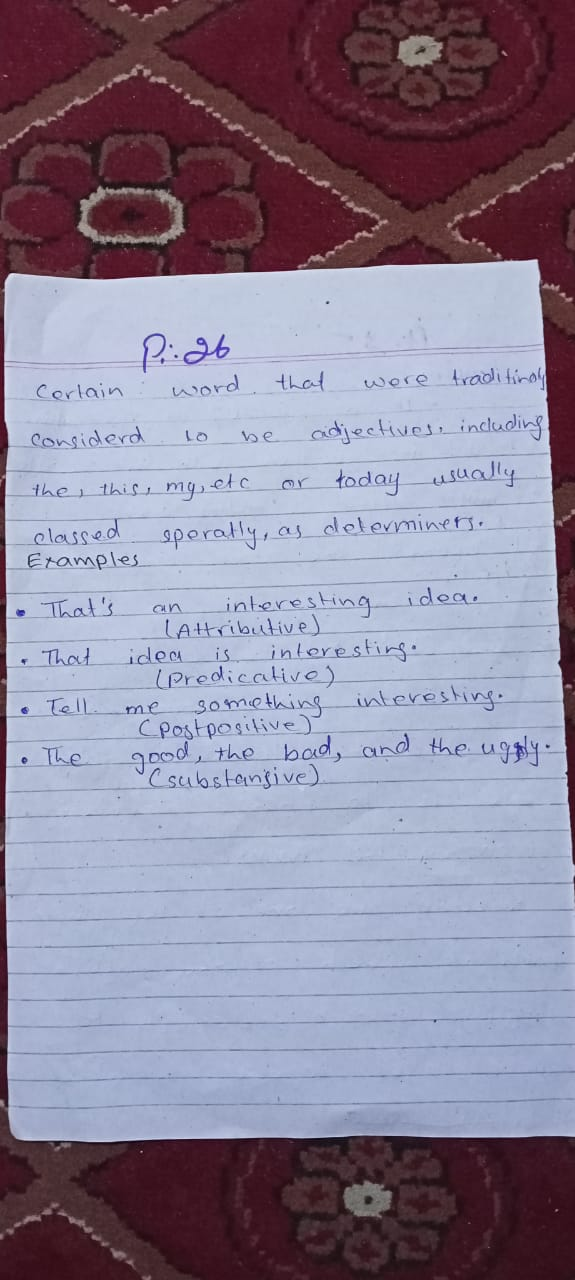 P.: 26
Certain word that were traditinaly
considerd to be adjectives, including
the, this, my, etc or today usually
classed speratly, as determiners.
Examples
• That's an interesting idea.
(Attributive)
• That idea is interesting.
(predicative)
• Tell me something interesting.
(postpositive)
• The good, the bad, and the ugly.
(substansive)